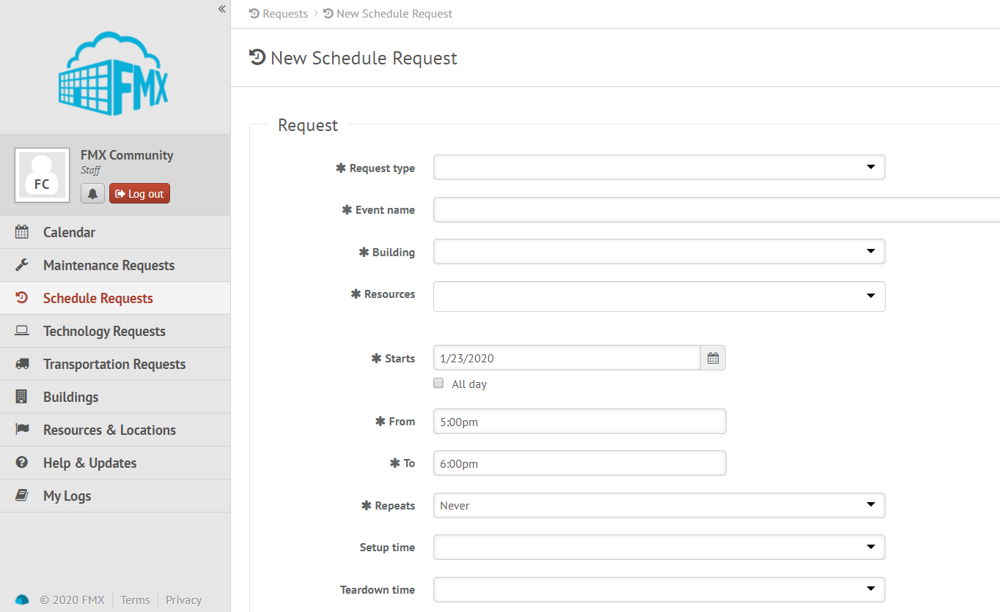 «
FMX
FC
FMX Community
Staff
Log out
Calendar
Maintenance Requests
Schedule Requests
Technology Requests
Transportation Requests
Buildings
Resources & Locations
Help & Updates
My Logs
© 2020 FMX Terms Privacy
Requests › New Schedule Request
New Schedule Request
Request
✱ Request type
✱ Event name
✱ Building
✱ Resources
✱ Starts 1/23/2020
All day
✱ From 5:00pm
✱ To 6:00pm
✱ Repeats Never
Setup time
Teardown time